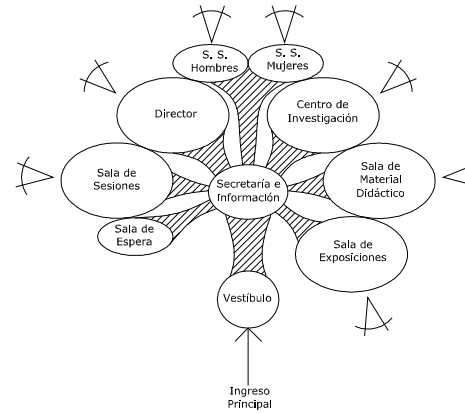 S. S.
Hombres
S. S.
Mujeres
Director
Centro de
Investigación
Sala de
Sesiones
Secretaría e
Información
Sala de
Material
Didáctico
Sala de
Espera
Sala de
Exposiciones
Vestíbulo
Ingreso
Principal